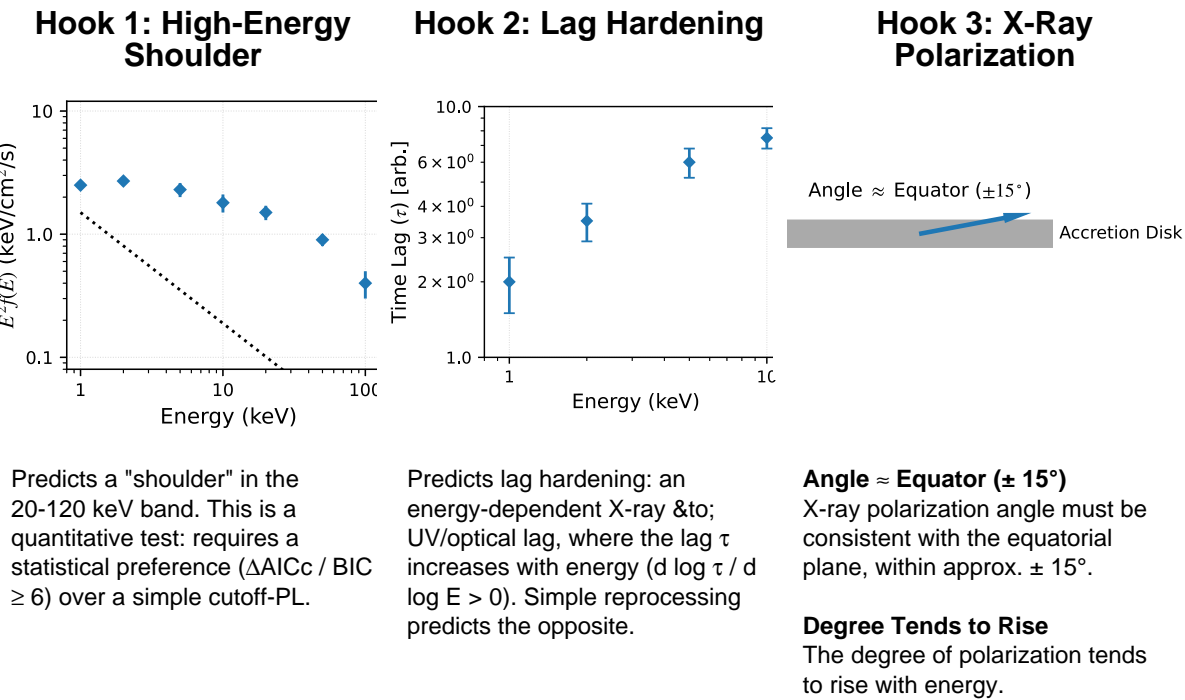 Hook 1: High-Energy
Shoulder
10
1.0
0.1
1
10
100
E²f(E) (keV/cm²/s)
Energy (keV)
Predicts a "shoulder" in the
20-120 keV band. This is a
quantitative test: requires a
statistical preference (ΔAICc / BIC
≥ 6) over a simple cutoff-PL.
Hook 2: Lag Hardening
10.0
6 × 10⁰
4 × 10⁰
3 × 10⁰
2 × 10⁰
1.0
1
10
Time Lag (τ) [arb.]
Energy (keV)
Predicts lag hardening: an
energy-dependent X-ray &to;
UV/optical lag, where the lag τ
increases with energy (d log τ / d
log E > 0). Simple reprocessing
predicts the opposite.
Hook 3: X-Ray
Polarization
Angle ≈ Equator (±15°)
Accretion Disk
Angle ≈ Equator (± 15°)
X-ray polarization angle must be
consistent with the equatorial
plane, within approx. ± 15°.
Degree Tends to Rise
The degree of polarization tends
to rise with energy.